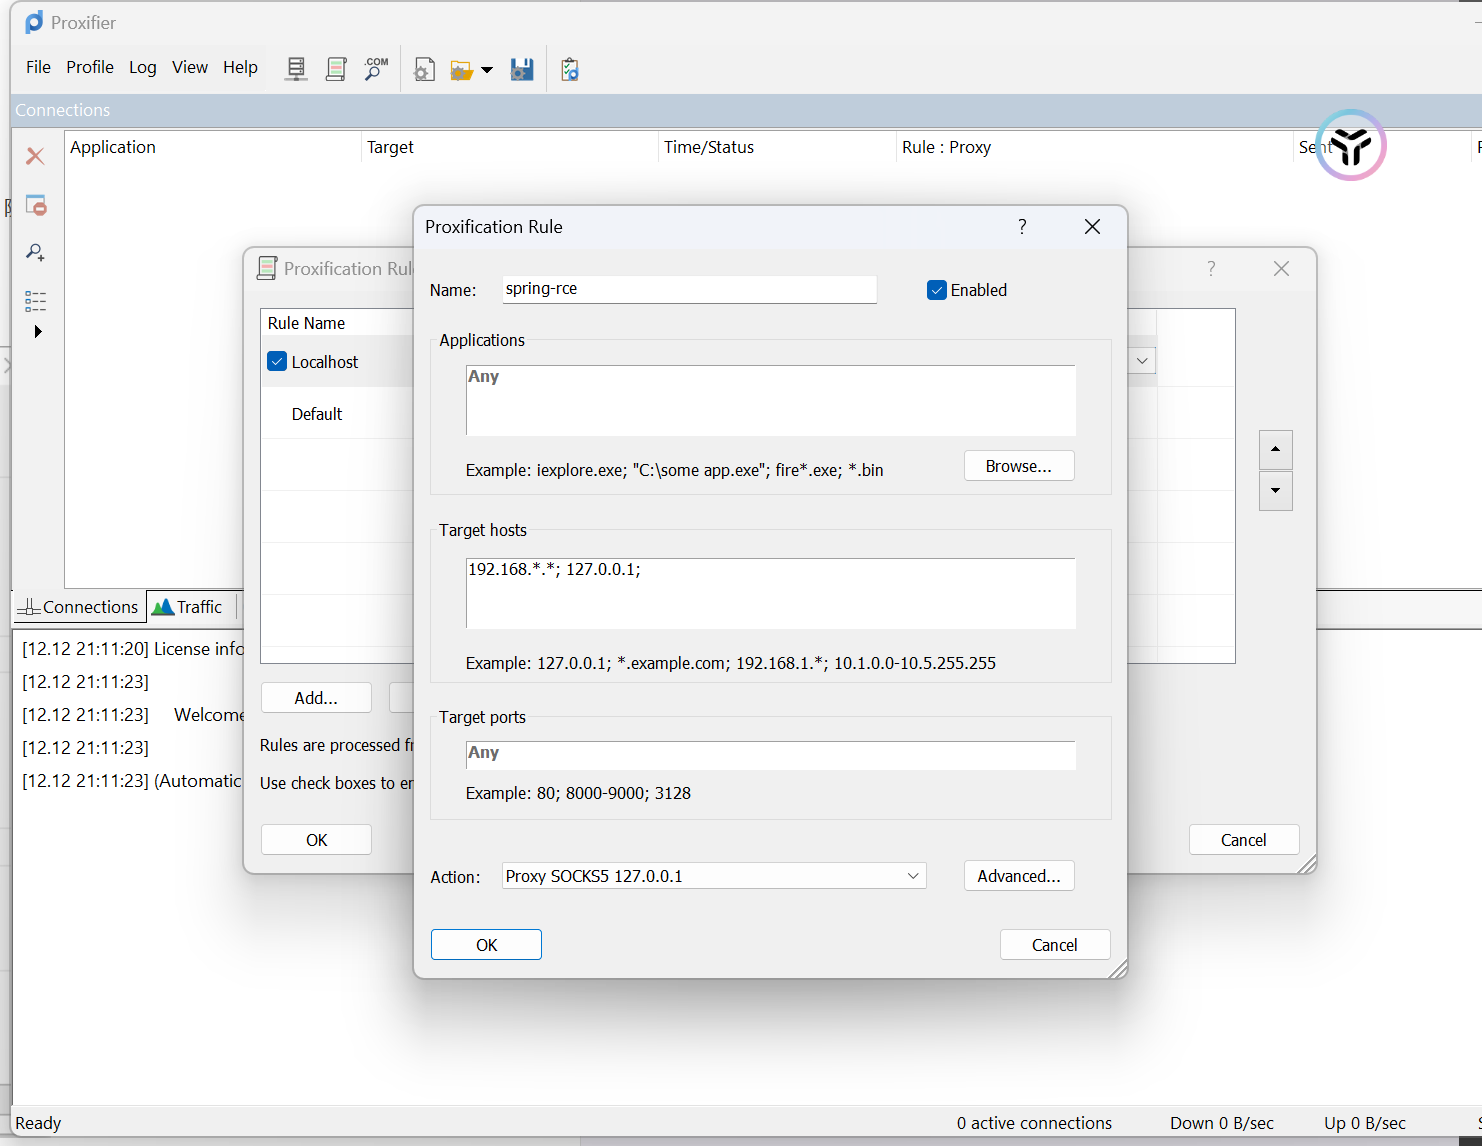 Proxifier
File Profile Log View Help
.COM
Connections
Application Target Time/Status Rule : Proxy Sent
Proxification Rule
Proxification Rul
Name: spring-rce Enabled
Rule Name
Applications
Localhost
Any
Default
Example: iexplore.exe; "C:\some app.exe"; fire*.exe; *.bin
Browse...
Target hosts
192.168.*.*; 127.0.0.1;
Connections Traffic
Example: 127.0.0.1; *.example.com; 192.168.1.*; 10.1.0.0-10.5.255.255
[12.12 21:11:20] License info
[12.12 21:11:23]
[12.12 21:11:23] Welcome
[12.12 21:11:23]
[12.12 21:11:23] (Automatic
Add...
Target ports
Any
Rules are processed fr
Use check boxes to en
Example: 80; 8000-9000; 3128
OK
Cancel
Action: Proxy SOCKS5 127.0.0.1
Advanced...
OK
Cancel
Ready 0 active connections Down 0 B/sec Up 0 B/sec